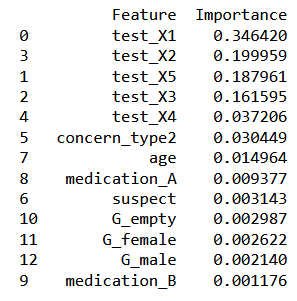 Feature Importance
0 test_X1 0.346420
3 test_X2 0.199959
1 test_X5 0.187961
2 test_X3 0.161595
4 test_X4 0.037206
5 concern_type2 0.030449
7 age 0.014964
8 medication_A 0.009377
6 suspect 0.003143
10 G_empty 0.002987
11 G_female 0.002622
12 G_male 0.002140
9 medication_B 0.001176